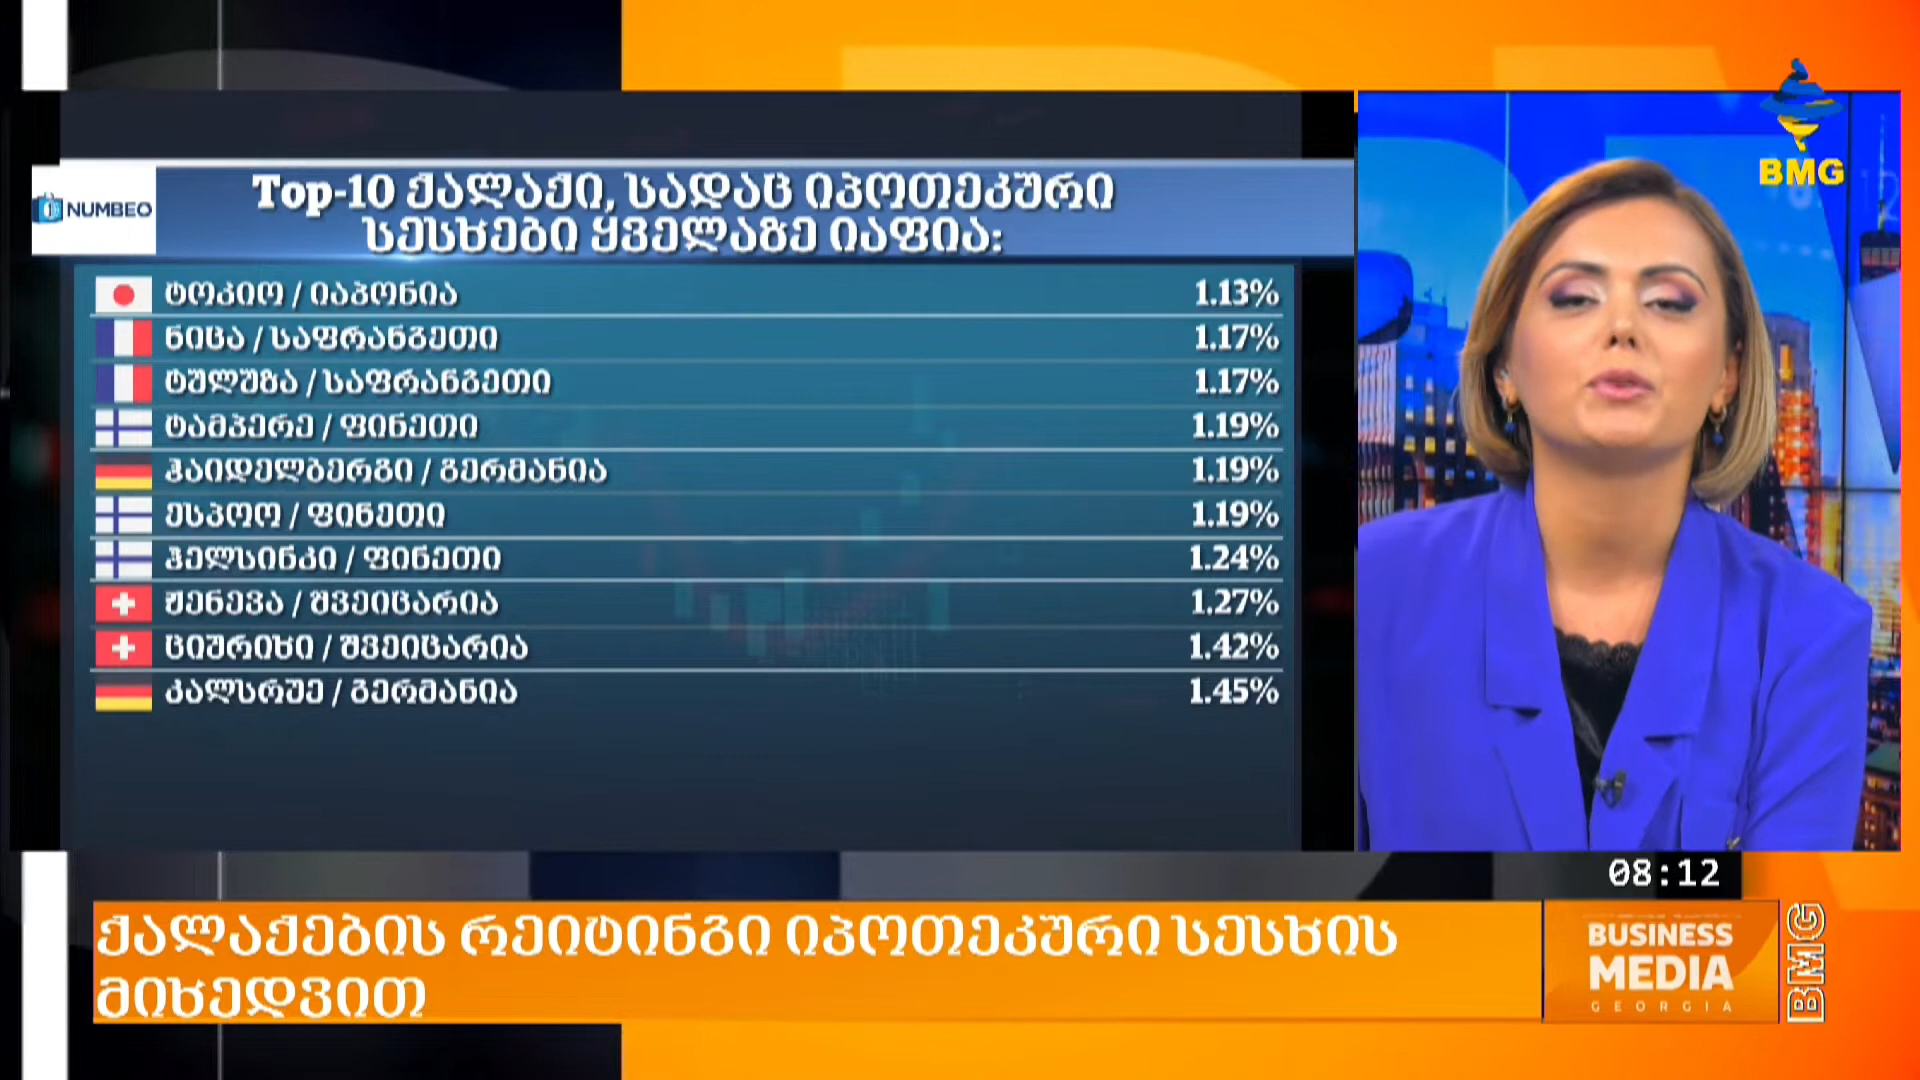 BMG
NUMBEO
Top-10 ქალაქი, სადაც იპოთეკური
სესხები ყველაზე იაფია:
ტოკიო / იაპონია 1.13%
ნიცა / საფრანგეთი 1.17%
ტულუზა / საფრანგეთი 1.17%
ტამპერე / ფინეთი 1.19%
ჰაიდელბერგი / გერმანია 1.19%
ესპოო / ფინეთი 1.19%
ჰელსინკი / ფინეთი 1.24%
ჟენევა / შვეიცარია 1.27%
ციურიხი / შვეიცარია 1.42%
კალსრუე / გერმანია 1.45%
08:12
ქალაქების რეიტინგი იპოთეკური სესხის
მიხედვით
BUSINESS
MEDIA
GEORGIA
BMG